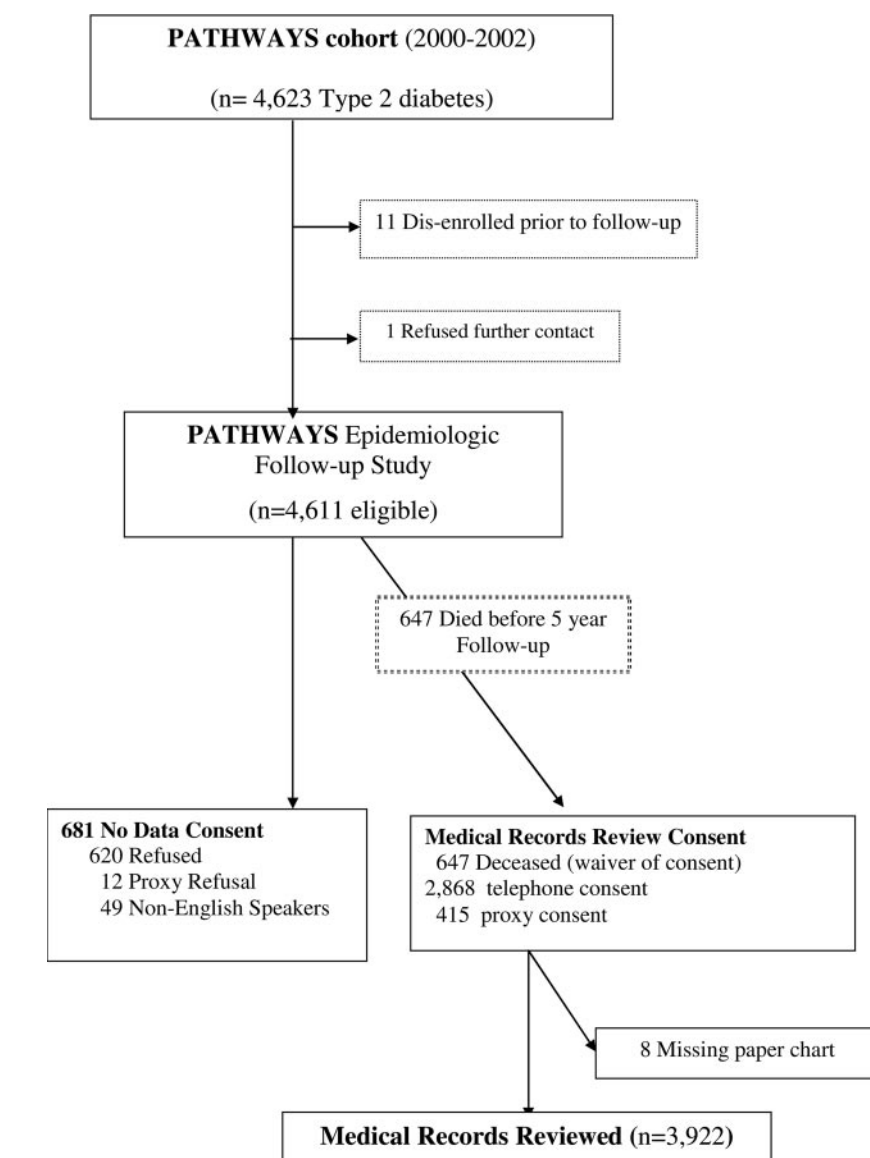 PATHWAYS cohort (2000-2002)
(n= 4,623 Type 2 diabetes)
11 Dis-enrolled prior to follow-up
1 Refused further contact
PATHWAYS Epidemiologic
Follow-up Study
(n=4,611 eligible)
647 Died before 5 year
Follow-up
681 No Data Consent
620 Refused
12 Proxy Refusal
49 Non-English Speakers
Medical Records Review Consent
647 Deceased (waiver of consent)
2,868 telephone consent
415 proxy consent
8 Missing paper chart
Medical Records Reviewed (n=3,922)